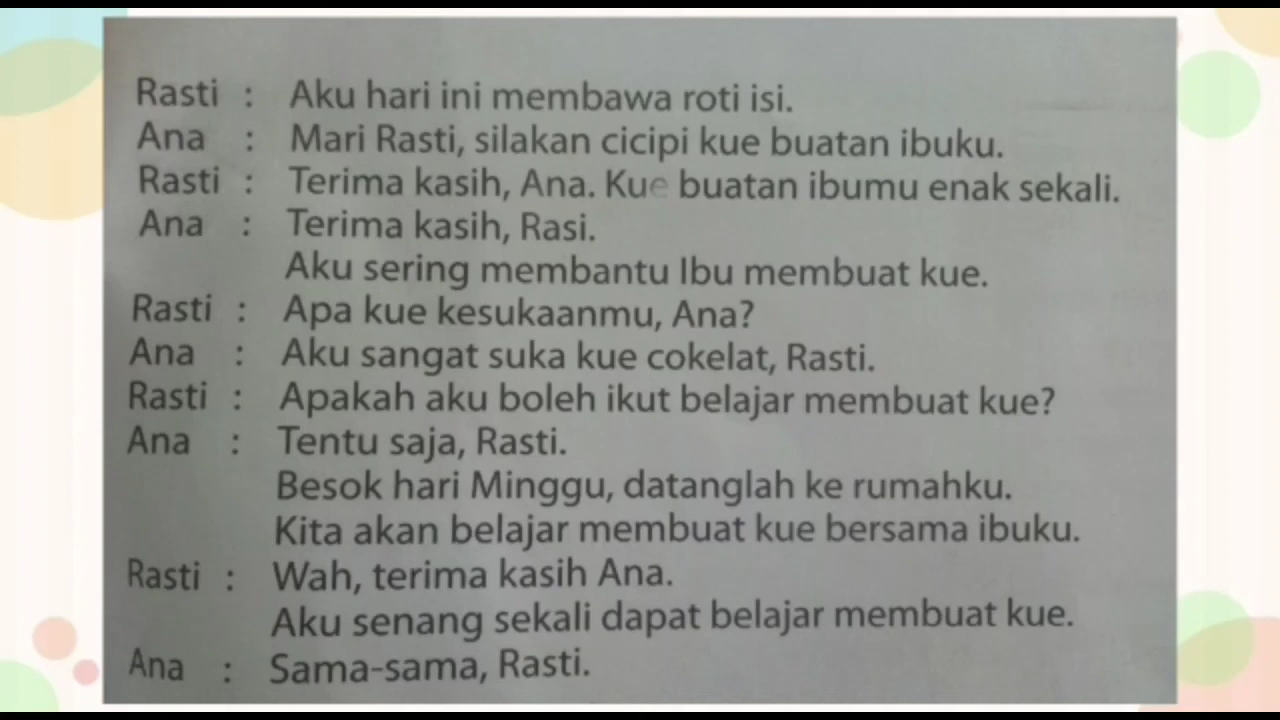 Rasti : Aku hari ini membawa roti isi.
Ana : Mari Rasti, silakan cicipi kue buatan ibuku.
Rasti : Terima kasih, Ana. Kue buatan ibumu enak sekali.
Ana : Terima kasih, Rasi.
Aku sering membantu Ibu membuat kue.
Rasti : Apa kue kesukaanmu, Ana?
Ana : Aku sangat suka kue cokelat, Rasti.
Rasti : Apakah aku boleh ikut belajar membuat kue?
Ana : Tentu saja, Rasti.
Besok hari Minggu, datanglah ke rumahku.
Kita akan belajar membuat kue bersama ibuku.
Rasti : Wah, terima kasih Ana.
Aku senang sekali dapat belajar membuat kue.
Ana : Sama-sama, Rasti.